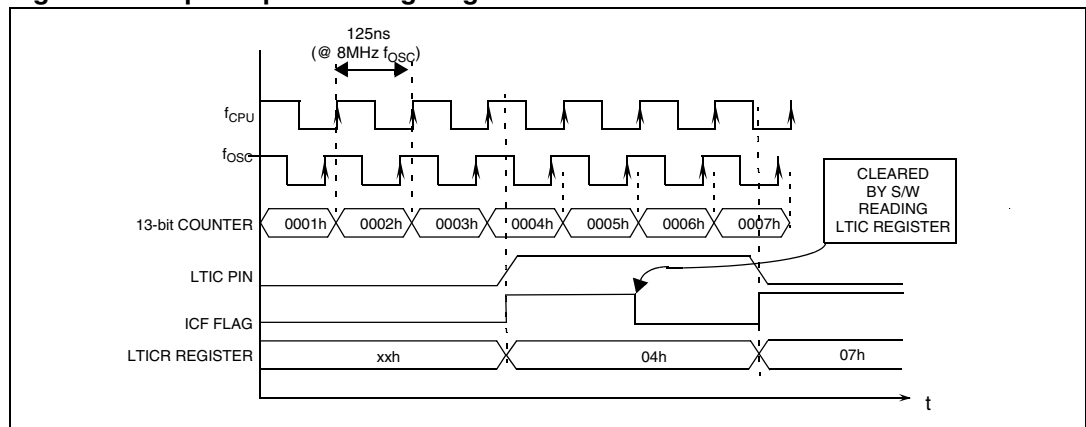 125ns
(@ 8MHz fOSC)
fCPU
fOSC
13-bit COUNTER
0001h 0002h 0003h 0004h 0005h 0006h 0007h
CLEARED
BY S/W
READING
LTIC REGISTER
LTIC PIN
ICF FLAG
LTICR REGISTER
xxh 04h 07h
t